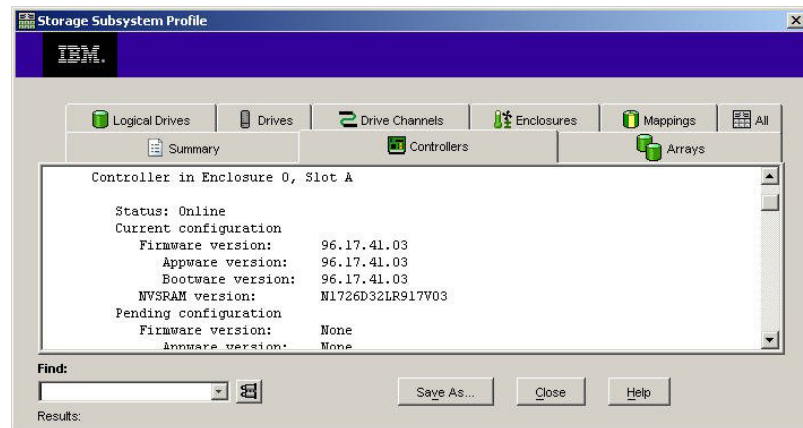 Storage Subsystem Profile
IBM.
Logical Drives Drives Drive Channels Enclosures Mappings All
Summary Controllers Arrays
Controller in Enclosure 0, Slot A
Status: Online
Current configuration
Firmware version: 96.17.41.03
Appware version: 96.17.41.03
Bootware version: 96.17.41.03
NVSRAM version: N1726D32LR917V03
Pending configuration
Firmware version: None
Appware version: None
Find:
Save As... Close Help
Results: